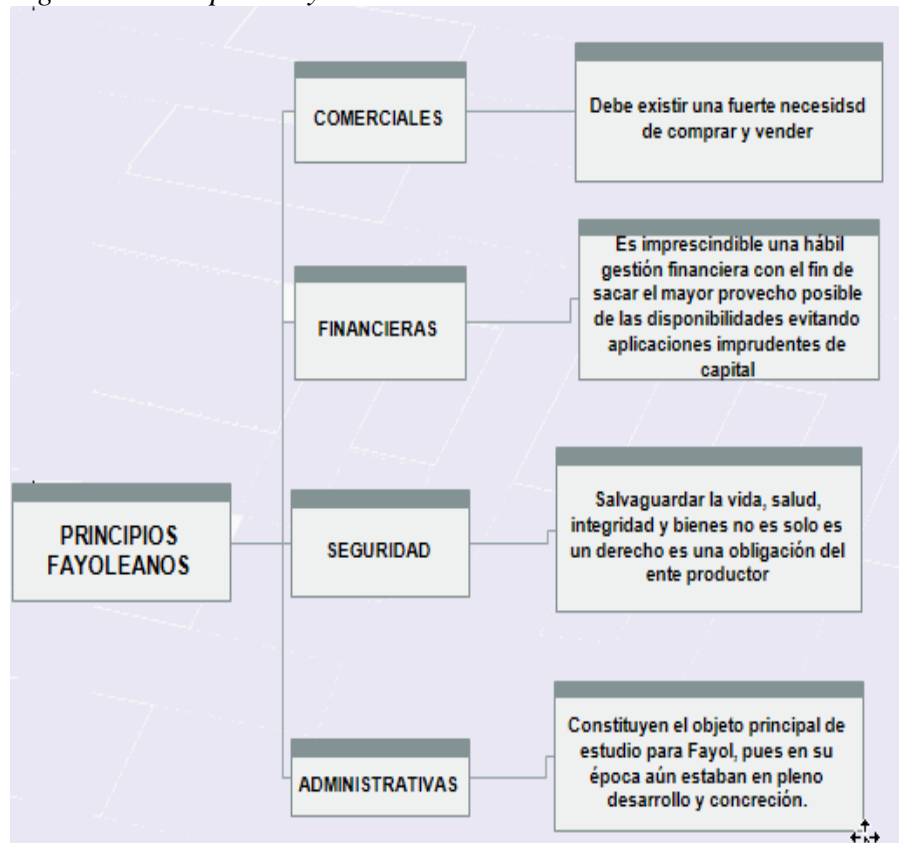 COMERCIALES
Debe existir una fuerte necesidsd
de comprar y vender
FINANCIERAS
Es imprescindible una hábil
gestión financiera con el fin de
sacar el mayor provecho posible
de las disponibilidades evitando
aplicaciones imprudentes de
capital
PRINCIPIOS
FAYOLEANOS
SEGURIDAD
Salvaguardar la vida, salud,
integridad y bienes no es solo es
un derecho es una obligación del
ente productor
ADMINISTRATIVAS
Constituyen el objeto principal de
estudio para Fayol, pues en su
época aún estaban en pleno
desarrollo y concreción.